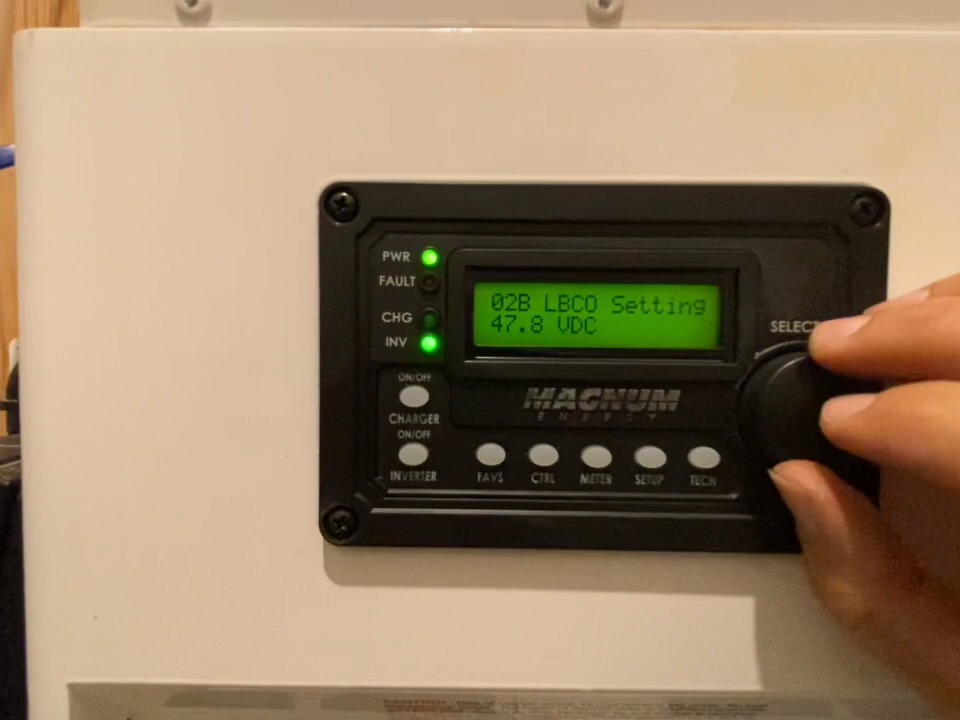 PWR
FAULT
CHG
INV
02B LBCO Setting
47.8 VDC
SELECT
ON/OFF
CHARGER
ON/OFF
INVERTER
MAGNUM
ENERGY
FAVS
CTRL
METER
SETUP
TECH